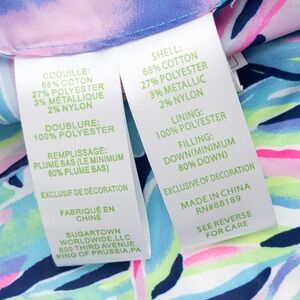 COQUILLE:
68% COTON
27% POLYESTER
3% METALLIQUE
2% NYLON
DOUBLURE:
100% POLYESTER
REMPLISSAGE:
PLUME BAS (LE MINIMUM
80% PLUME BAS)
EXCLUSIF DE DÉCORATION
FABRIQUÉ EN
CHINE
SUGARTOWN
WORLDWIDE, LLC
800 THIRD AVENUE
KING OF PRUSSIA, PA
SHELL:
68% COTTON
27% POLYESTER
3% METALLIC
2% NYLON
LINING:
100% POLYESTER
FILLING:
DOWN(MINIMUM
80% DOWN)
EXCLUSIVE OF DECORATION
MADE IN CHINA
RN#88189
SEE REVERSE
FOR CARE